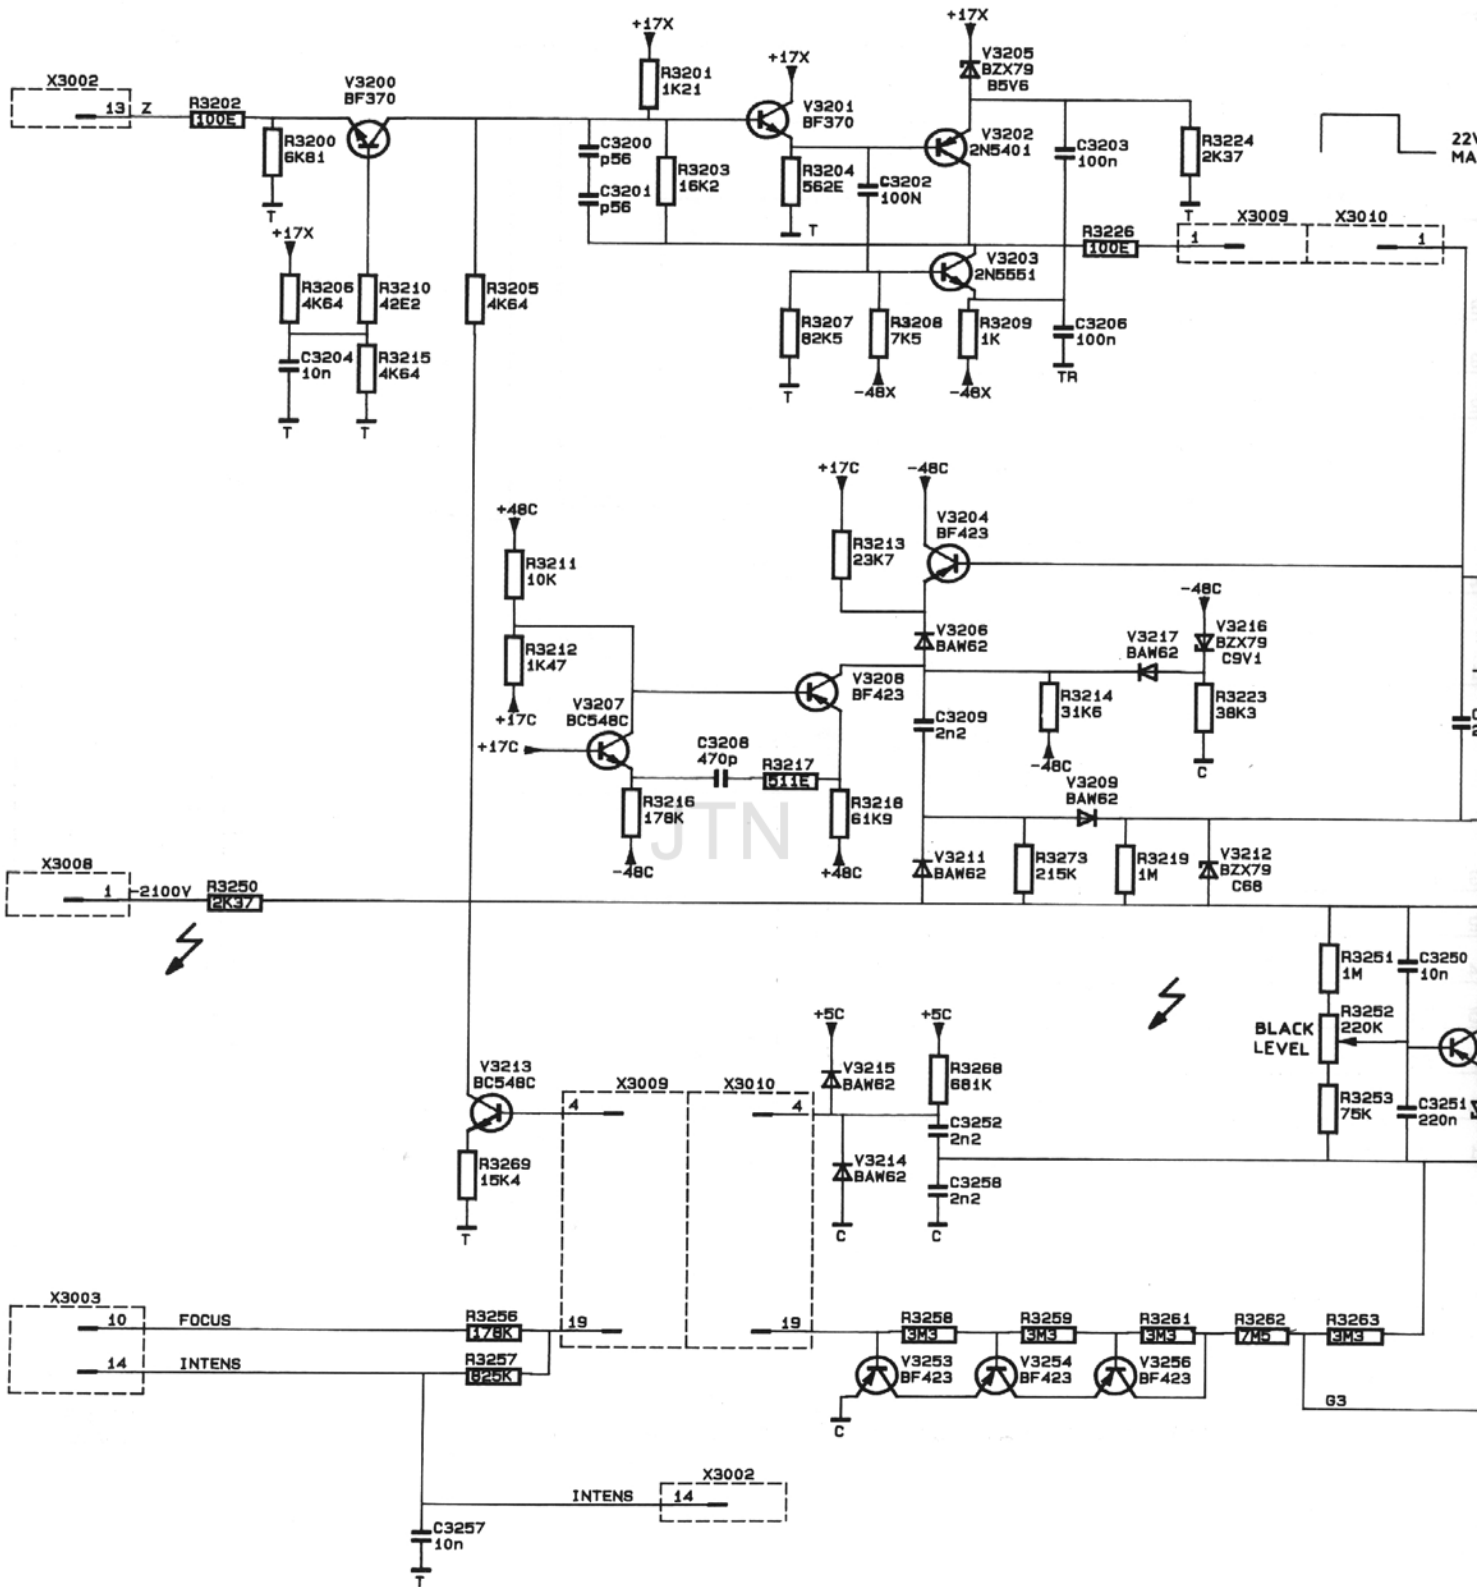 +17X
+17X
+17X
X3002
13 Z
R3202
100E
V3200
BF370
R3201
1K21
V3205
BZX79
B5V6
R3200
6K81
T
V3201
BF370
C3200
p56
C3201
p56
R3203
16K2
R3204
562E
T
C3202
100N
V3202
2N5401
C3203
100n
R3224
2K37
T
22V
MA
+17X
R3206
4K64
R3210
42E2
R3205
4K64
C3204
10n
R3215
4K64
T
T
V3203
2N5551
R3226
100E
X3009
1
X3010
1
R3207
82K5
T
R3208
7K5
-48X
R3209
1K
-48X
C3206
100n
TR
+17C
-48C
+48C
R3211
10K
R3213
23K7
V3204
BF423
R3212
1K47
+17C
V3206
BAW62
V3217
BAW62
-48C
V3216
BZX79
C9V1
V3207
BC548C
+17C
V3208
BF423
C3209
2n2
R3214
31K6
-48C
R3223
38K3
C
C3208
470p
R3217
511E
V3209
BAW62
R3216
178K
-48C
JTN
R3218
61K9
+48C
V3211
BAW62
R3273
215K
R3219
1M
V3212
BZX79
C68
X3008
1
-2100V
R3250
2K37
R3251
1M
C3250
10n
BLACK
LEVEL
R3252
220K
R3253
75K
C3251
220n
+5C
+5C
V3215
BAW62
R3268
681K
V3213
BC548C
X3009
4
X3010
4
R3269
15K4
T
V3214
BAW62
C
C3252
2n2
C3258
2n2
C
X3003
10 FOCUS
R3256
178K
19
19
14 INTENS
R3257
825K
R3258
3M3
R3259
3M3
R3261
3M3
R3262
7M5
R3263
3M3
V3253
BF423
V3254
BF423
V3256
BF423
C
G3
X3002
INTENS 14
C3257
10n
T